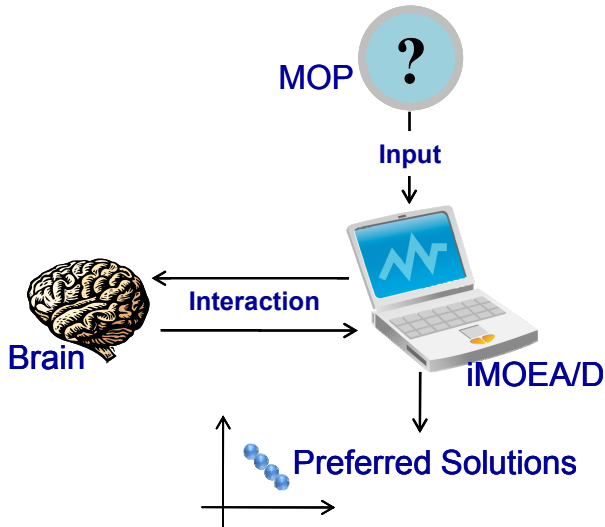 ?
MOP
Input
Interaction
Brain
iMOEA/D
Preferred Solutions